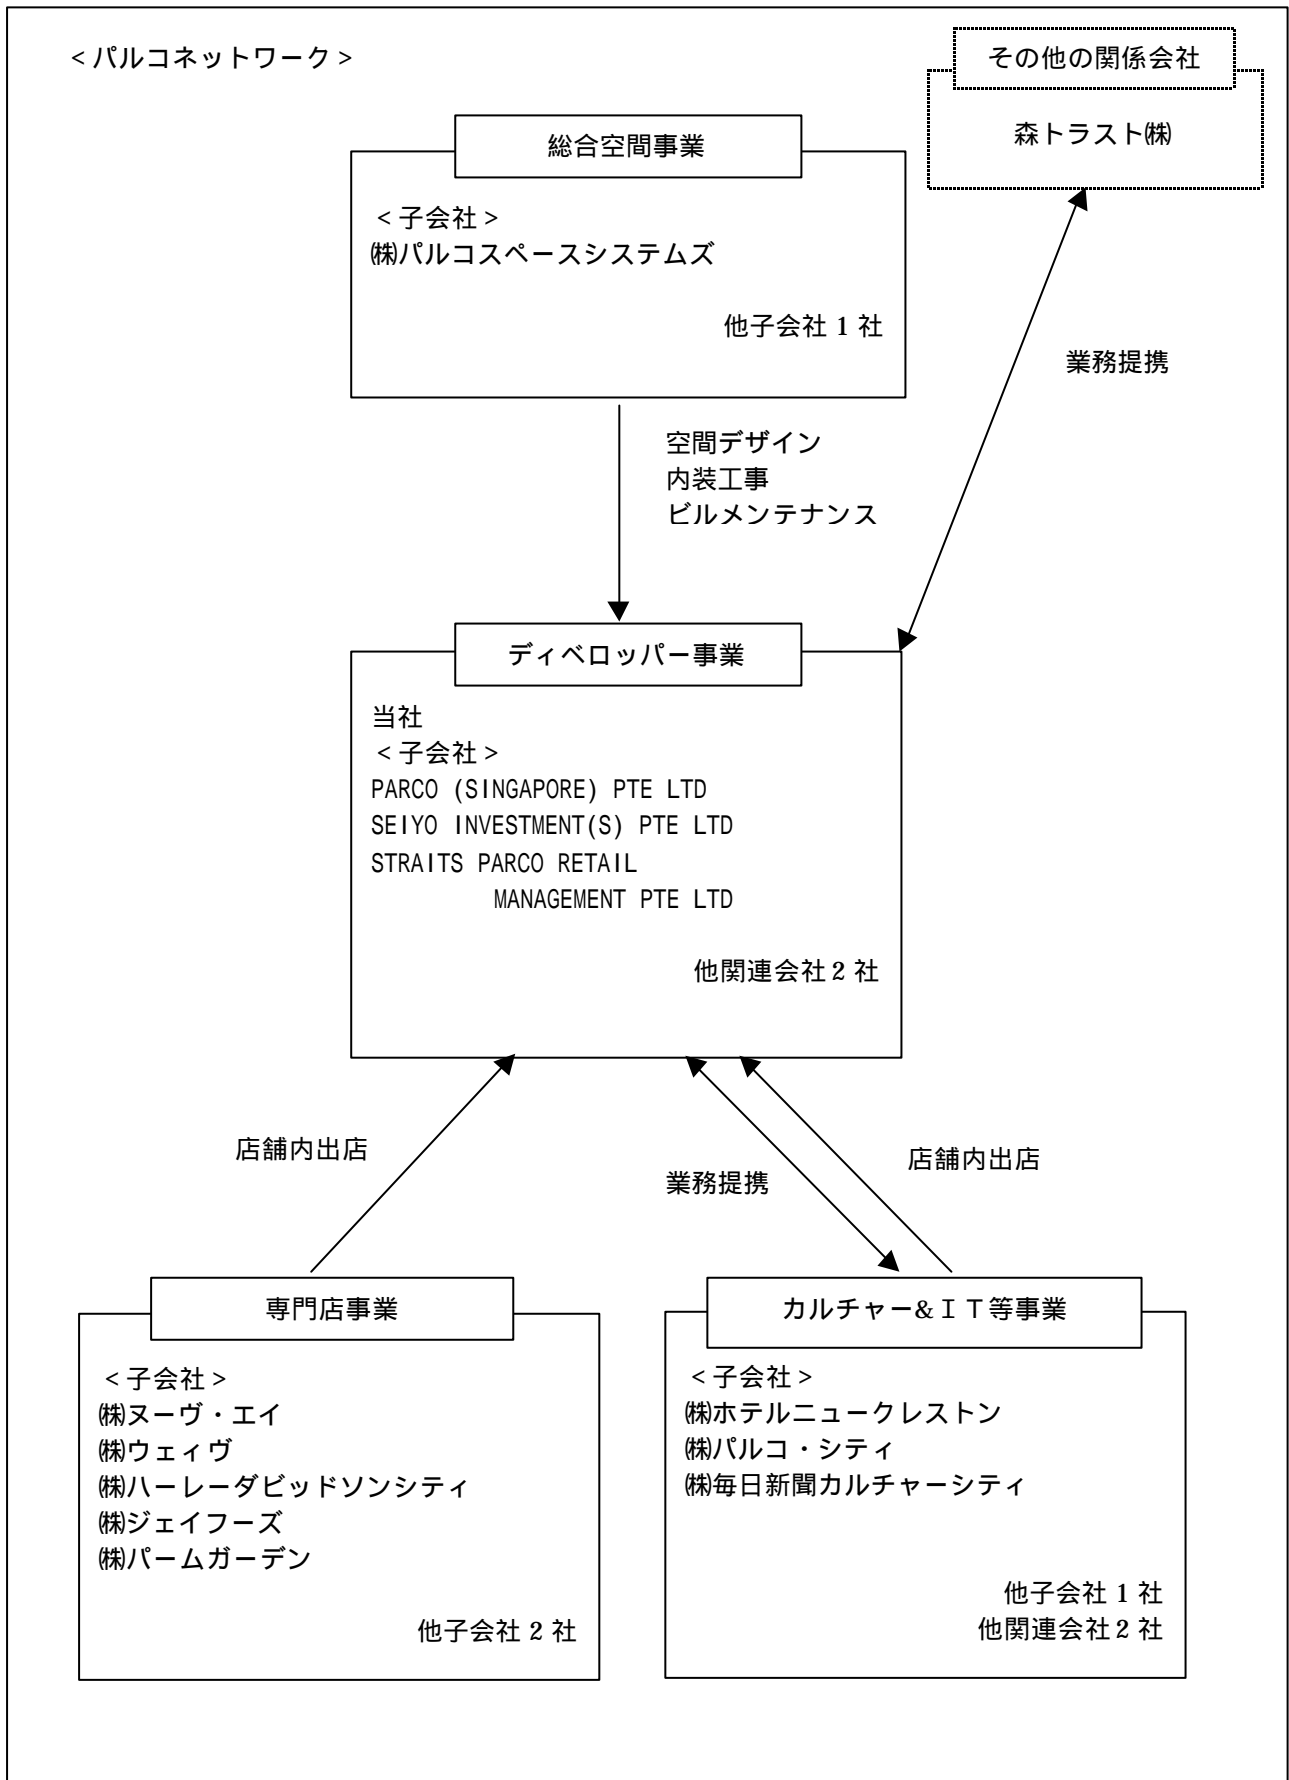 <パルコネットワーク>
その他の関係会社
森トラスト㈱
総合空間事業
<子会社>
㈱パルコスペースシステムズ
他子会社 1 社
業務提携
空間デザイン
内装工事
ビルメンテナンス
ディベロッパー事業
当社
<子会社>
PARCO (SINGAPORE) PTE LTD
SEIYO INVESTMENT(S) PTE LTD
STRAITS PARCO RETAIL
MANAGEMENT PTE LTD
他関連会社 2 社
店舗内出店
業務提携
店舗内出店
専門店事業
<子会社>
㈱ヌーヴ・エイ
㈱ウェィヴ
㈱ハーレーダビッドソンシティ
㈱ジェイフーズ
㈱パームガーデン
他子会社 2 社
カルチャー&ＩＴ等事業
<子会社>
㈱ホテルニュークレストン
㈱パルコ・シティ
㈱毎日新聞カルチャーシティ
他子会社 1 社
他関連会社 2 社